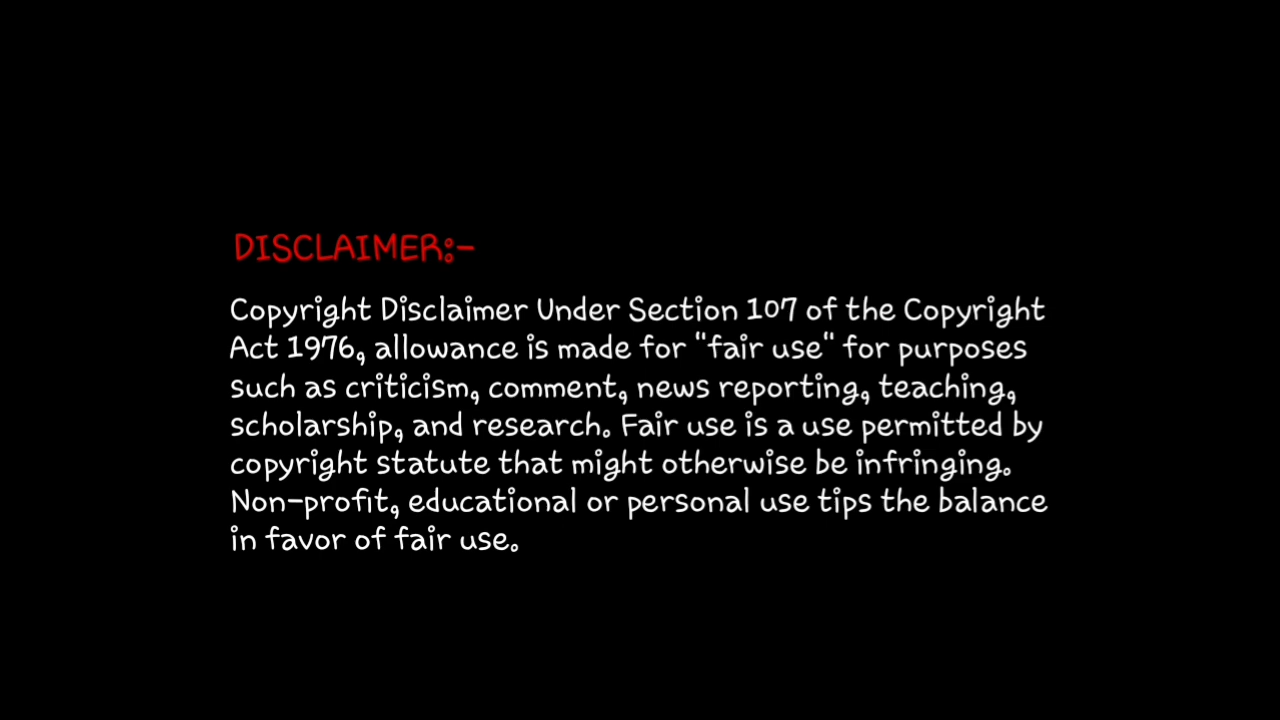 DISCLAIMER:-
Copyright Disclaimer Under Section 107 of the Copyright
Act 1976, allowance is made for "fair use" for purposes
such as criticism, comment, news reporting, teaching,
scholarship, and research. Fair use is a use permitted by
copyright statute that might otherwise be infringing.
Non-profit, educational or personal use tips the balance
in favor of fair use.